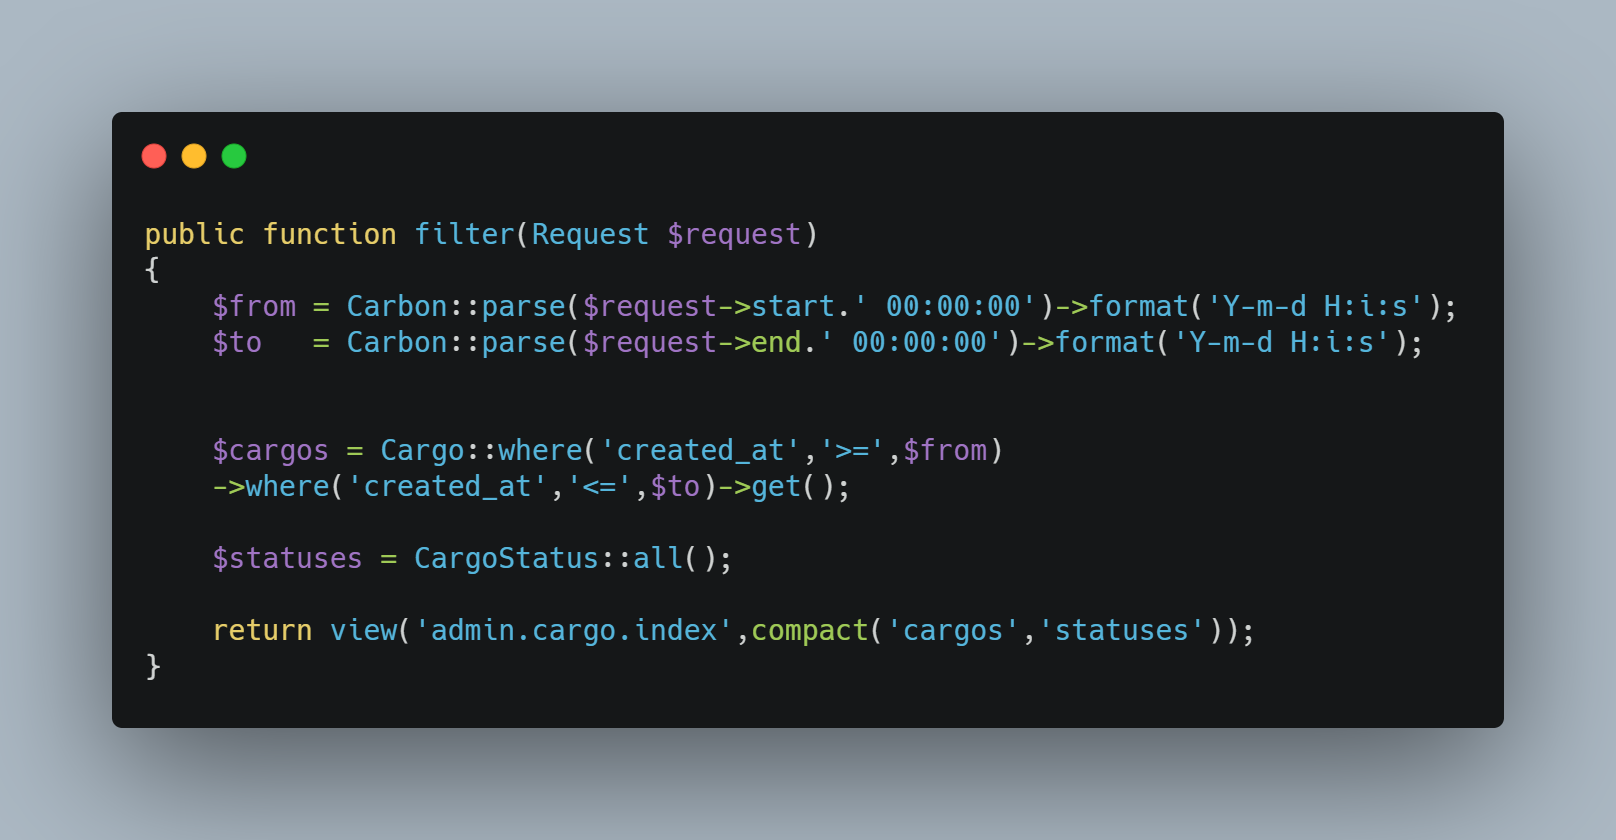 public function filter(Request $request)
{
    $from = Carbon::parse($request->start.' 00:00:00')->format('Y-m-d H:i:s');
    $to   = Carbon::parse($request->end.' 00:00:00')->format('Y-m-d H:i:s');
    $cargos = Cargo::where('created_at','>=',$from)
    ->where('created_at','<=',$to)->get();
    $statuses = CargoStatus::all();
    return view('admin.cargo.index',compact('cargos','statuses'));
}